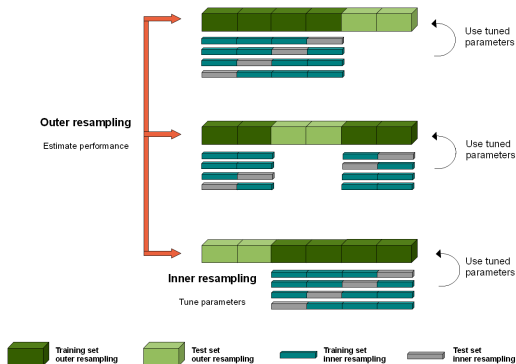 Use tuned
parameters
Outer resampling
Estimate performance
Use tuned
parameters
Use tuned
parameters
Inner resampling
Tune parameters
Training set
outer resampling
Test set
outer resampling
Training set
inner resampling
Test set
inner resampling